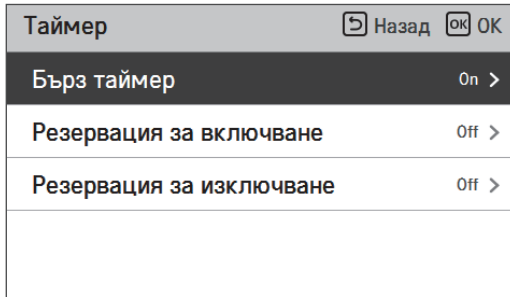 Таймер Назад OK OK
Бърз таймер On >
Резервация за включване Off >
Резервация за изключване Off >